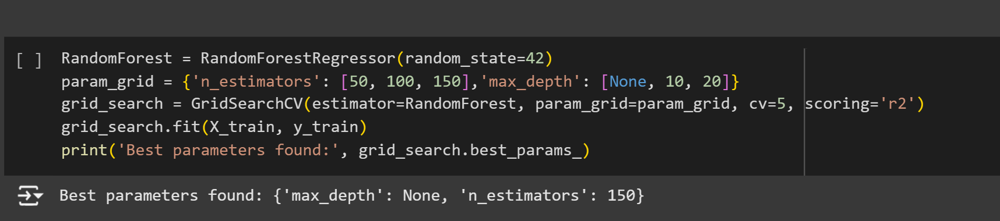 [ ] RandomForest = RandomForestRegressor(random_state=42)
param_grid = {'n_estimators': [50, 100, 150],'max_depth': [None, 10, 20]}
grid_search = GridSearchCV(estimator=RandomForest, param_grid=param_grid, cv=5, scoring='r2')
grid_search.fit(X_train, y_train)
print('Best parameters found:', grid_search.best_params_)
Best parameters found: {'max_depth': None, 'n_estimators': 150}